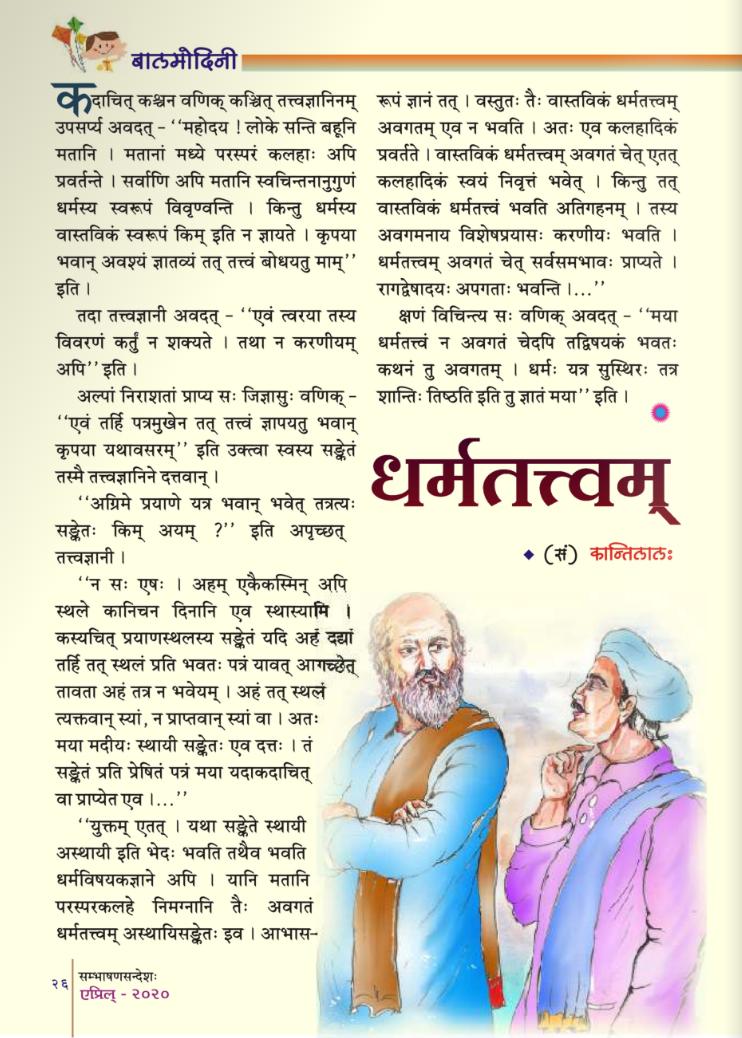 बालमोदिनी
कदाचित् कश्चन वणिक् कञ्चित् तत्त्वज्ञानिनम्
उपसर्प्य अवदत् - ‘‘महोदय ! लोके सन्ति बहूनि
मतानि । मतानां मध्ये परस्परं कलहाः अपि
प्रवर्तन्ते । सर्वाणि अपि मतानि स्वचिन्तनानुगुणं
धर्मस्य स्वरूपं विवृण्वन्ति । किन्तु धर्मस्य
वास्तविकं स्वरूपं किम् इति न ज्ञायते । कृपया
भवान् अवश्यं ज्ञातव्यं तत् तत्त्वं बोधयतु माम्’’
इति ।
तदा तत्त्वज्ञानी अवदत् - ‘‘एवं त्वरया तस्य
विवरणं कर्तुं न शक्यते । तथा न करणीयम्
अपि’’ इति ।
अल्पां निराशतां प्राप्य सः जिज्ञासुः वणिक् -
‘‘एवं तर्हि पत्रमुखेन तत् तत्त्वं ज्ञापयतु भवान्
कृपया यथावसरम्’’ इति उक्त्वा स्वस्य सङ्केतं
तस्मै तत्त्वज्ञानिने दत्तवान् ।
‘‘अग्रिमे प्रयाणे यत्र भवान् भवेत् तत्रत्यः
सङ्केतः किम् अयम् ?’’ इति अपृच्छत्
तत्त्वज्ञानी ।
‘‘न सः एषः । अहम् एकैकस्मिन् अपि
स्थले कानिचन दिनानि एव स्थास्यामि ।
कस्यचित् प्रयाणस्थलस्य सङ्केतं यदि अहं दद्यां
तर्हि तत् स्थलं प्रति भवतः पत्रं यावत् आगच्छेत्
तावता अहं तत्र न भवेयम् । अहं तत् स्थलं
त्यक्तवान् स्यां, न प्राप्तवान् स्यां वा । अतः
मया मदीयः स्थायी सङ्केतः एव दत्तः । तं
सङ्केतं प्रति प्रेषितं पत्रं मया यदाकदाचित्
वा प्राप्येत एव ।...’’
‘‘युक्तम् एतत् । यथा सङ्केते स्थायी
अस्थायी इति भेदः भवति तथैव भवति
धर्मविषयकज्ञाने अपि । यानि मतानि
परस्परकलहे निमग्नानि तैः अवगतं
धर्मतत्त्वम् अस्थायिसङ्केतः इव । आभास-
रूपं ज्ञानं तत् । वस्तुतः तैः वास्तविकं धर्मतत्त्वम्
अवगतम् एव न भवति । अतः एव कलहादिकं
प्रवर्तते । वास्तविकं धर्मतत्त्वम् अवगतं चेत् एतत्
कलहादिकं स्वयं निवृत्तं भवेत् । किन्तु तत्
वास्तविकं धर्मतत्त्वं भवति अतिगहनम् । तस्य
अवगमनाय विशेषप्रयासः करणीयः भवति ।
धर्मतत्त्वम् अवगतं चेत् सर्वसमभावः प्राप्यते ।
रागद्वेषादयः अपगताः भवन्ति ।...’’
क्षणं विचिन्त्य सः वणिक् अवदत् - ‘‘मया
धर्मतत्त्वं न अवगतं चेदपि तद्विषयकं भवतः
कथनं तु अवगतम् । धर्मः यत्र सुस्थिरः तत्र
शान्तिः तिष्ठति इति तु ज्ञातं मया’’ इति ।
धर्मतत्त्वम्
◆ (सं) कान्तिलालः
२६
सम्भाषणसन्देशः
एप्रिल् - २०२०